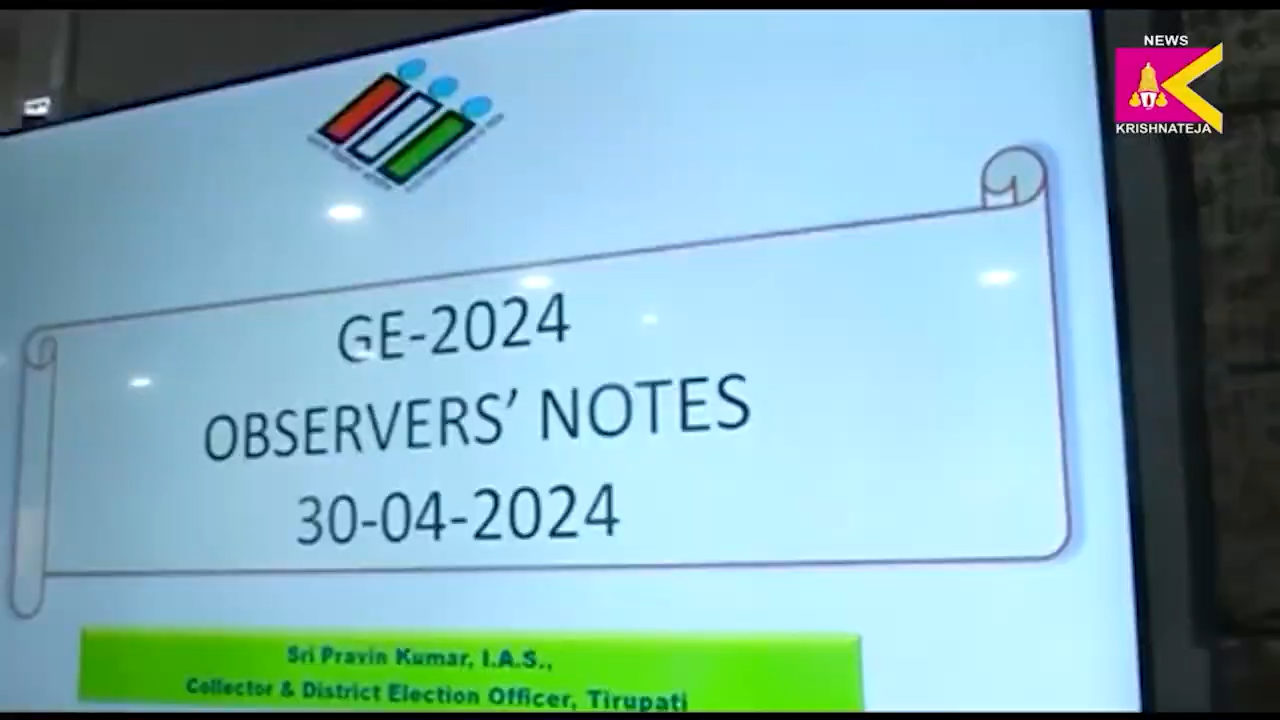 NEWS
KRISHNATEJA
GE-2024
OBSERVERS’ NOTES
30-04-2024
Sri Pravin Kumar, I.A.S.,
Collector & District Election Officer, Tirupati